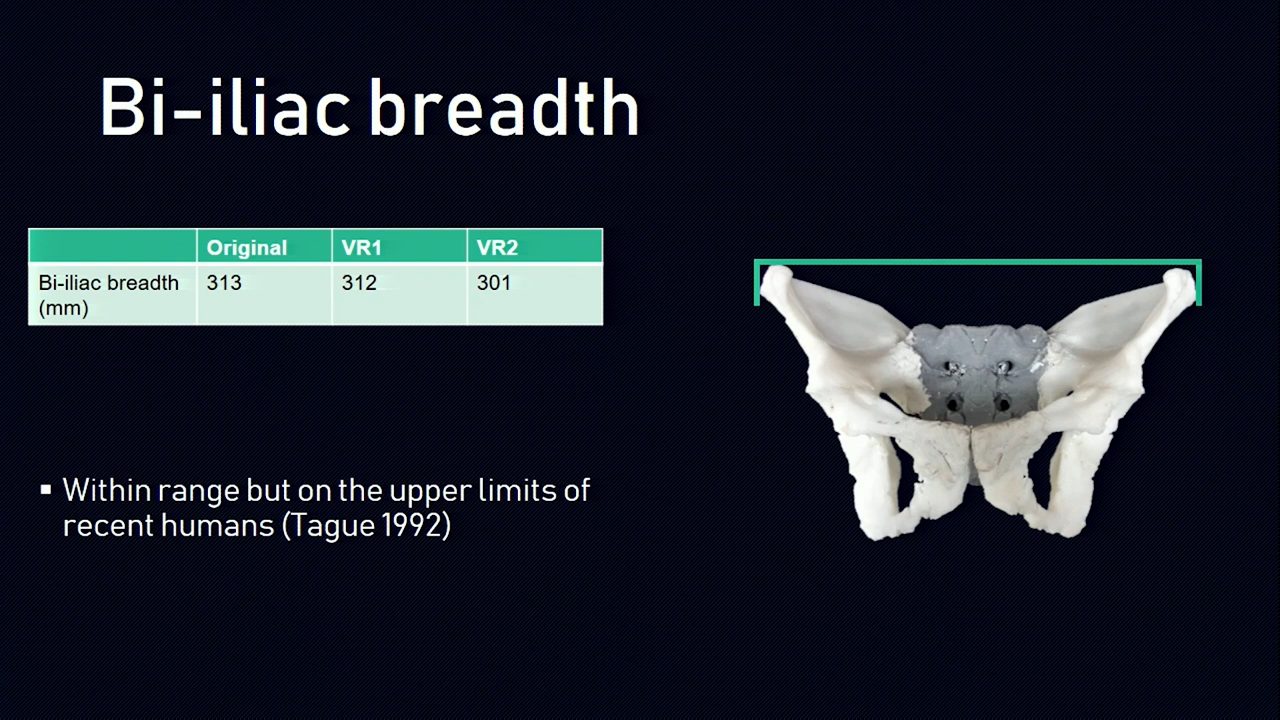 Bi-iliac breadth
Original VR1 VR2
Bi-iliac breadth 313 312 301
(mm)
▪ Within range but on the upper limits of
recent humans (Tague 1992)